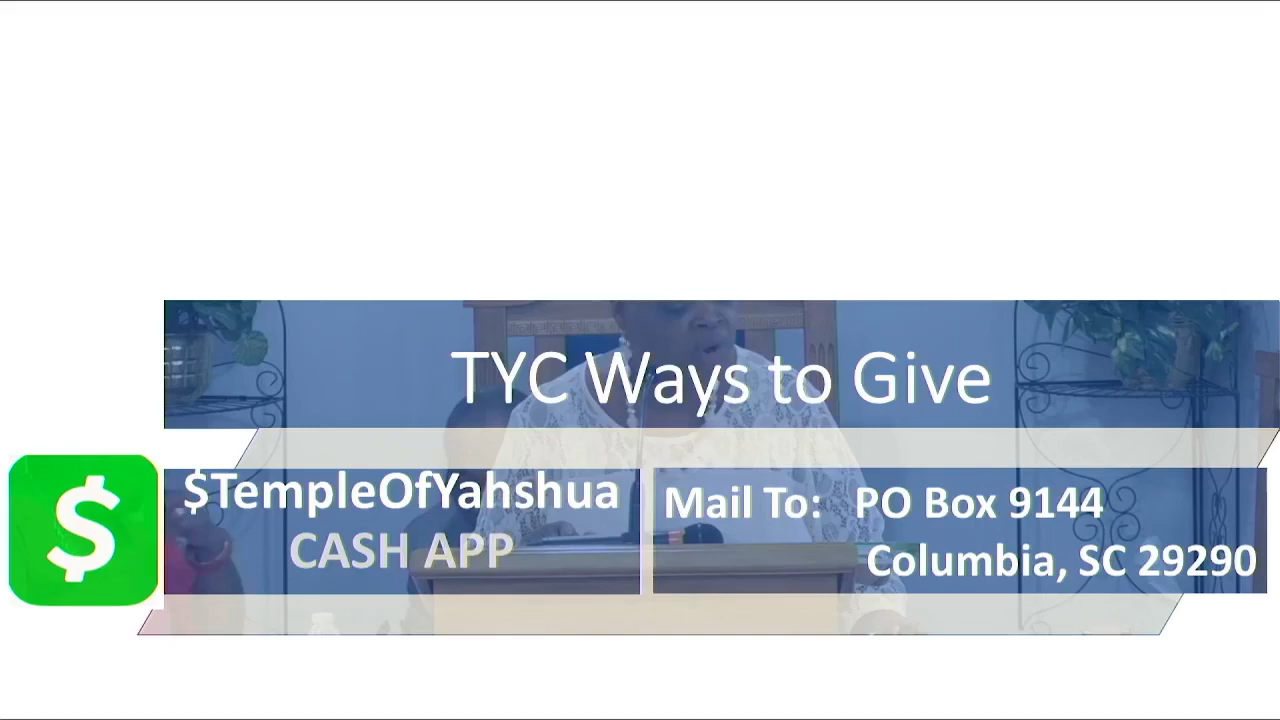 TYC Ways to Give
$TempleOfYahshua
CASH APP
Mail To: PO Box 9144
Columbia, SC 29290
$